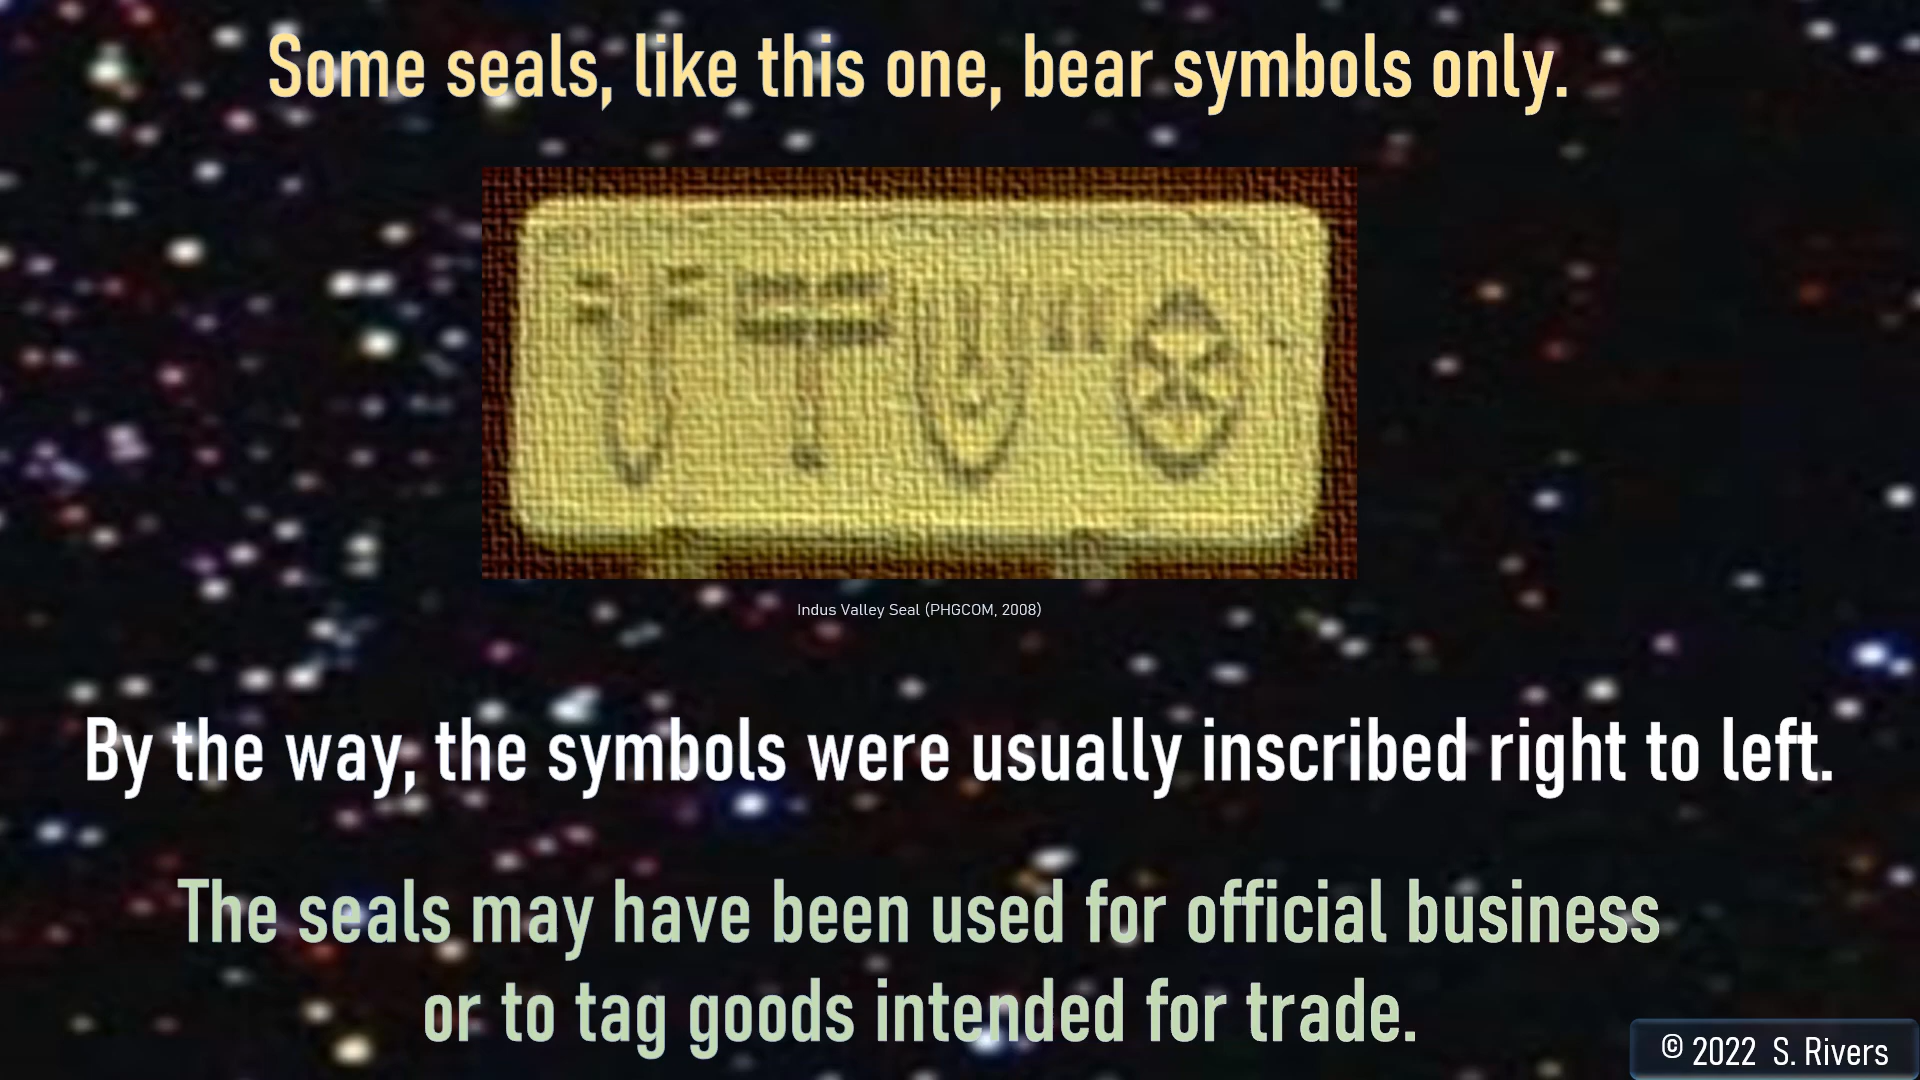 Some seals, like this one, bear symbols only.
Indus Valley Seal (PHGCOM, 2008)
By the way, the symbols were usually inscribed right to left.
The seals may have been used for official business
or to tag goods intended for trade.
© 2022 S. Rivers